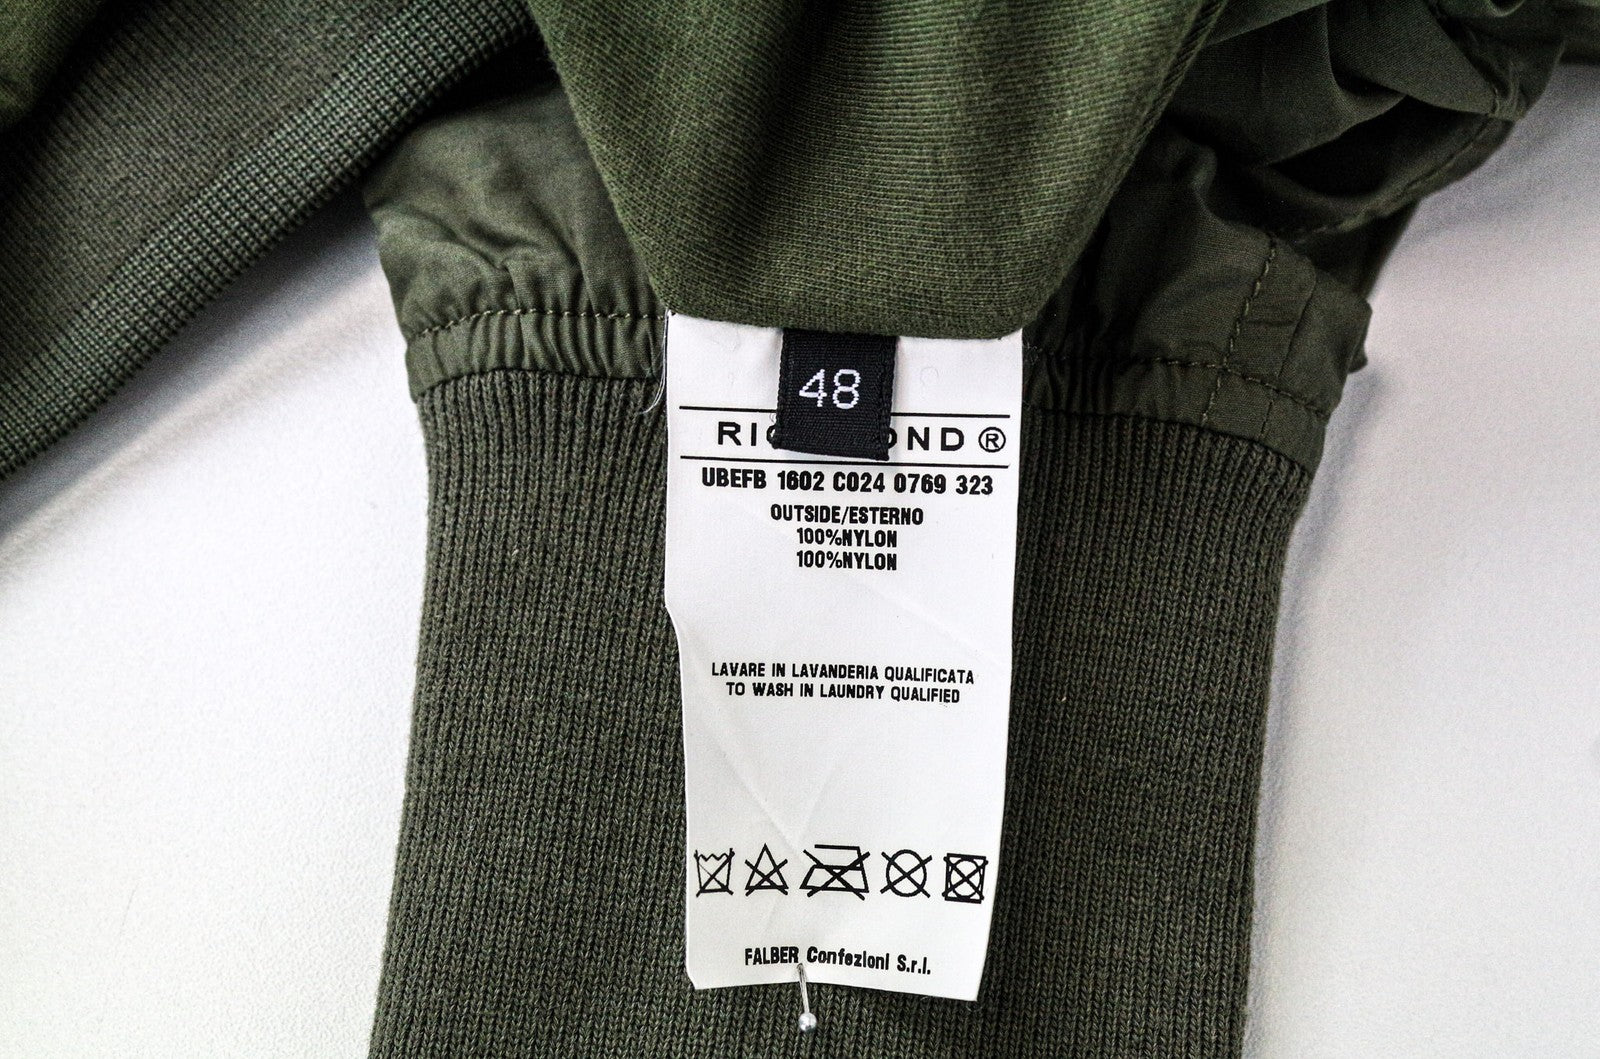 48
UBEFB 1602 C024 0769 323
OUTSIDE/ESTERNO
100%NYLON
100%NYLON
LAVARE IN LAVANDERIA QUALIFICATA
TO WASH IN LAUNDRY QUALIFIED
FALBER Confezioni S.r.l.